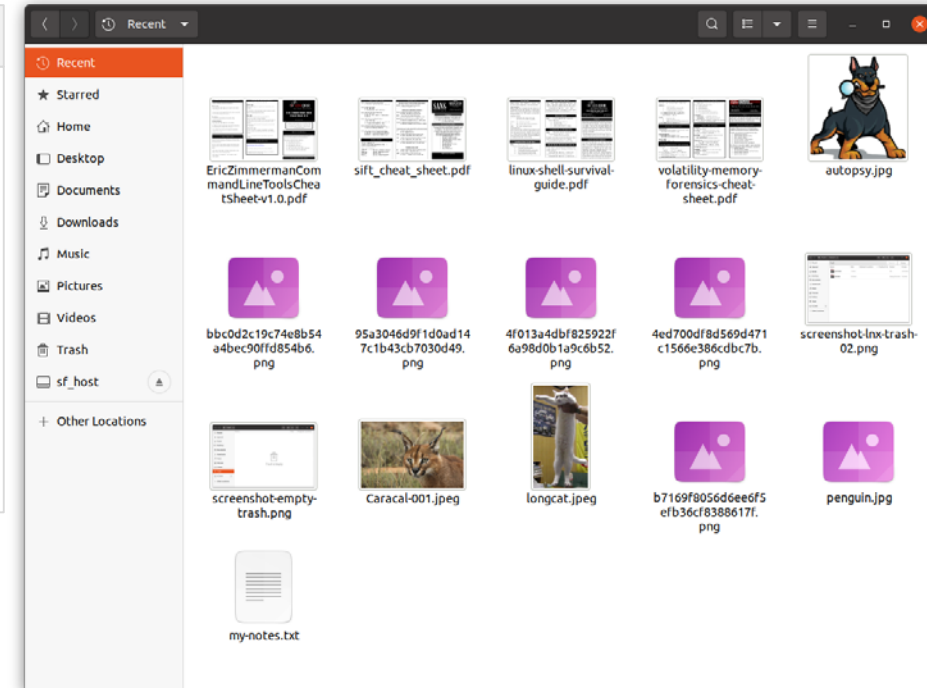 Recent
Recent
Starred
Home
Desktop
Documents
Downloads
Music
Pictures
Videos
Trash
sf_host
+ Other Locations
EricZimmermanCom
mandLineToolsChea
tSheet-v1.0.pdf
sift_cheat_sheet.pdf
linux-shell-survival-
guide.pdf
volatility-memory-
forensics-cheat-
sheet.pdf
autopsy.jpg
bbc0d2c19c74e8b54
a4bec90ffd854b6.
png
95a3046d9f1d0ad14
7c1b43cb7030d49.
png
4f013a4dbf825922f
6a98d0b1a9c6b52.
png
4ed700df8d569d471
c1566e386cdbc7b.
png
screenshot-lnx-trash-
02.png
screenshot-empty-
trash.png
Caracal-001.jpeg
longcat.jpeg
b7169f8056d6ee6f5
efb36cf8388617f.
png
penguin.jpg
my-notes.txt